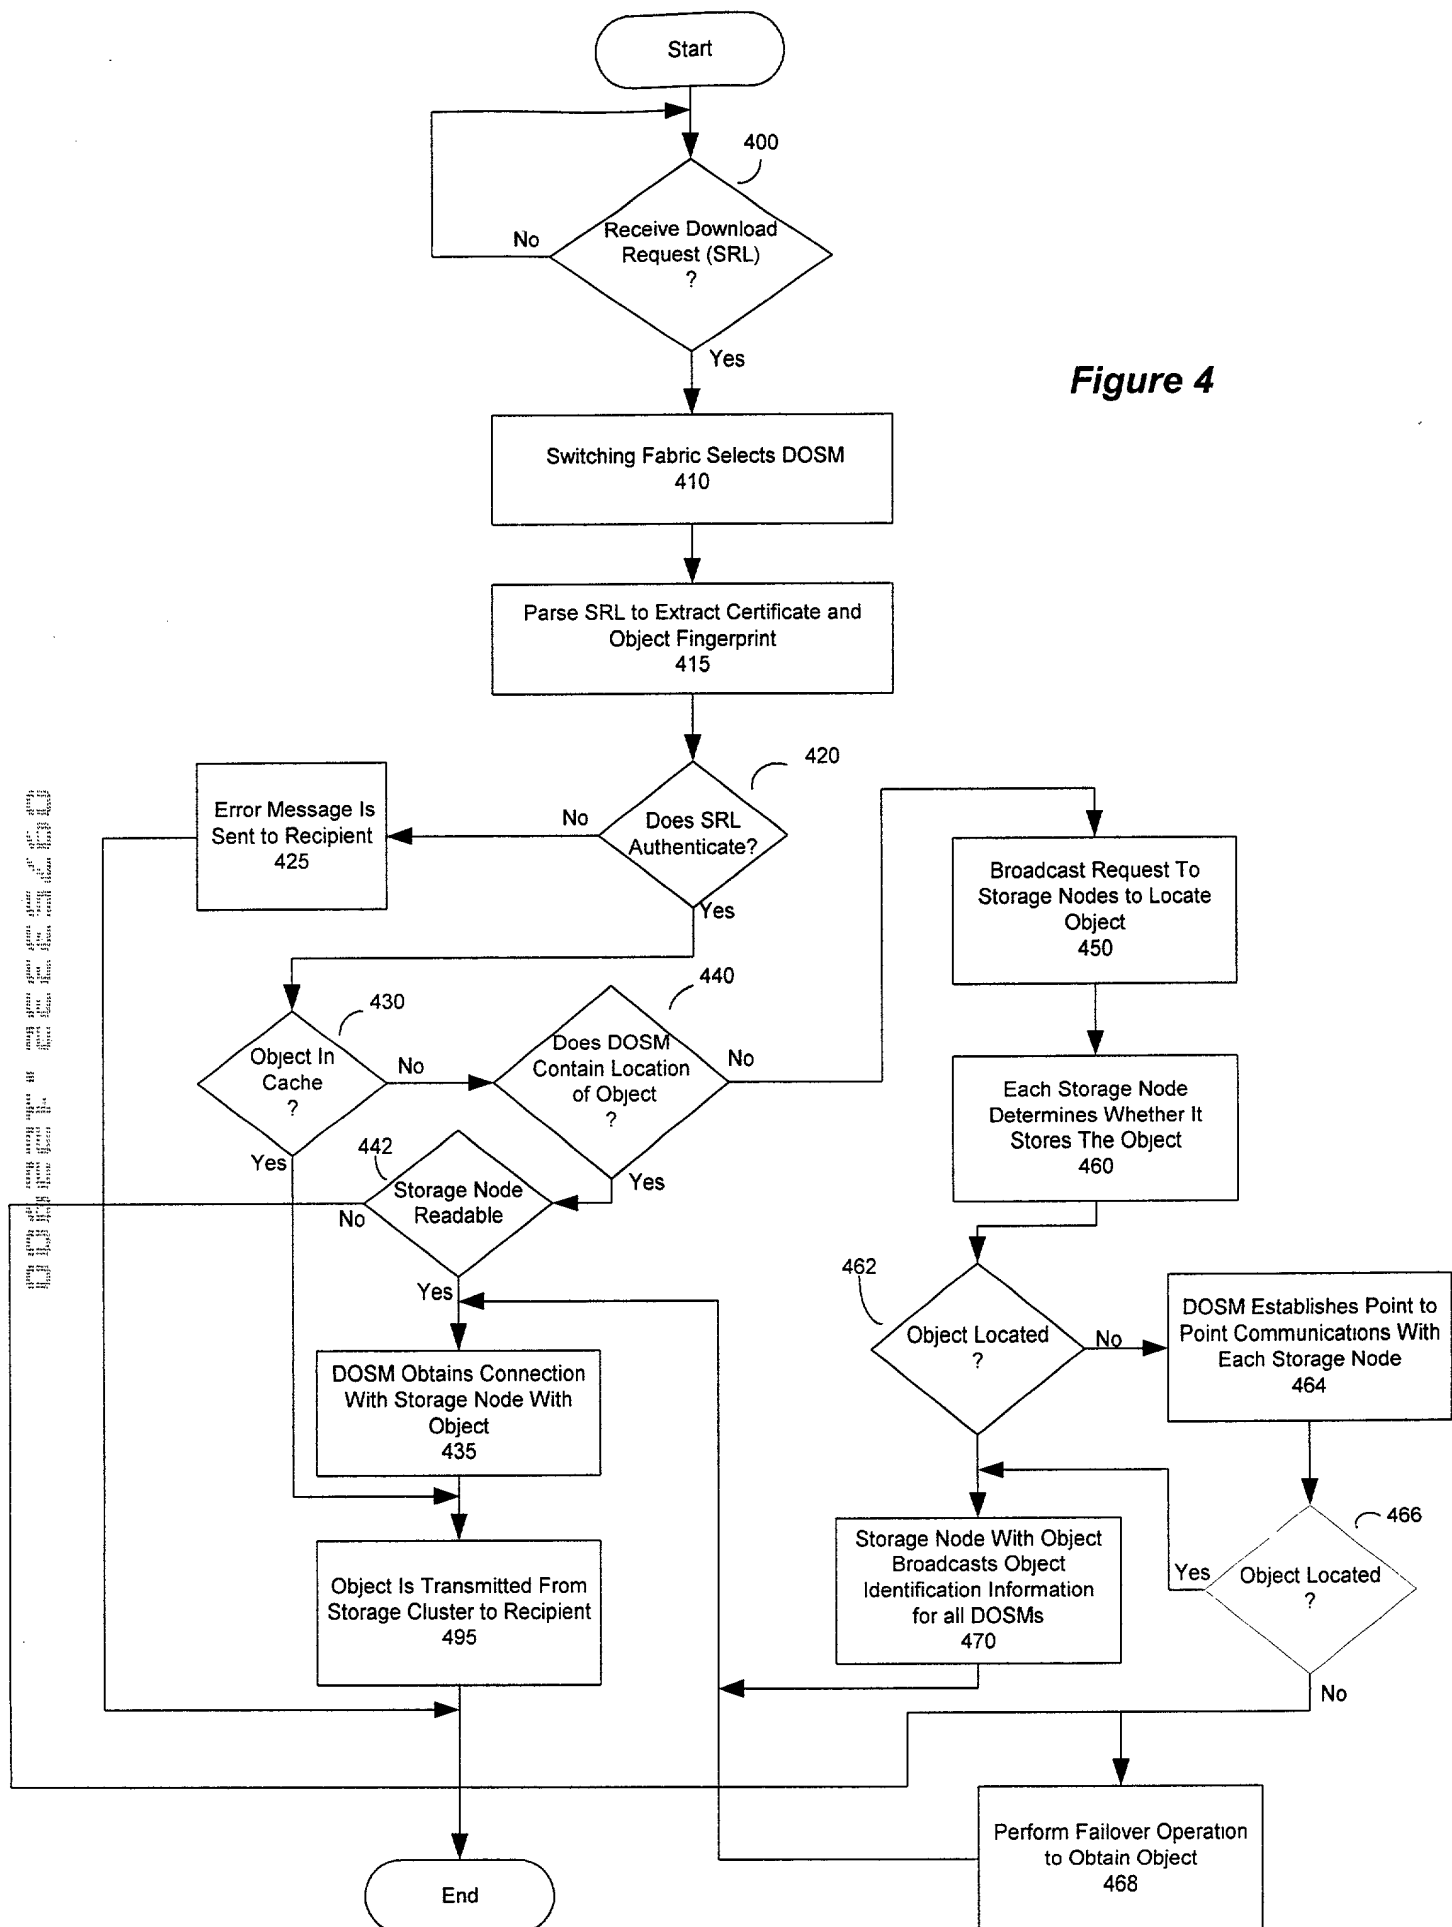 Start
400
Receive Download
Request (SRL)
?
No
Yes
Figure 4
Switching Fabric Selects DOSM
410
Parse SRL to Extract Certificate and
Object Fingerprint
415
420
Does SRL
Authenticate?
No
Yes
Error Message Is
Sent to Recipient
425
Broadcast Request To
Storage Nodes to Locate
Object
450
430
Object In
Cache
?
No
Yes
440
Does DOSM
Contain Location
of Object
?
No
Yes
Each Storage Node
Determines Whether It
Stores The Object
460
442
Storage Node
Readable
No
Yes
462
Object Located
?
No
DOSM Establishes Point to
Point Communications With
Each Storage Node
464
DOSM Obtains Connection
With Storage Node With
Object
435
466
Object Located
?
Yes
No
Storage Node With Object
Broadcasts Object
Identification Information
for all DOSMs
470
Object Is Transmitted From
Storage Cluster to Recipient
495
Perform Failover Operation
to Obtain Object
468
End